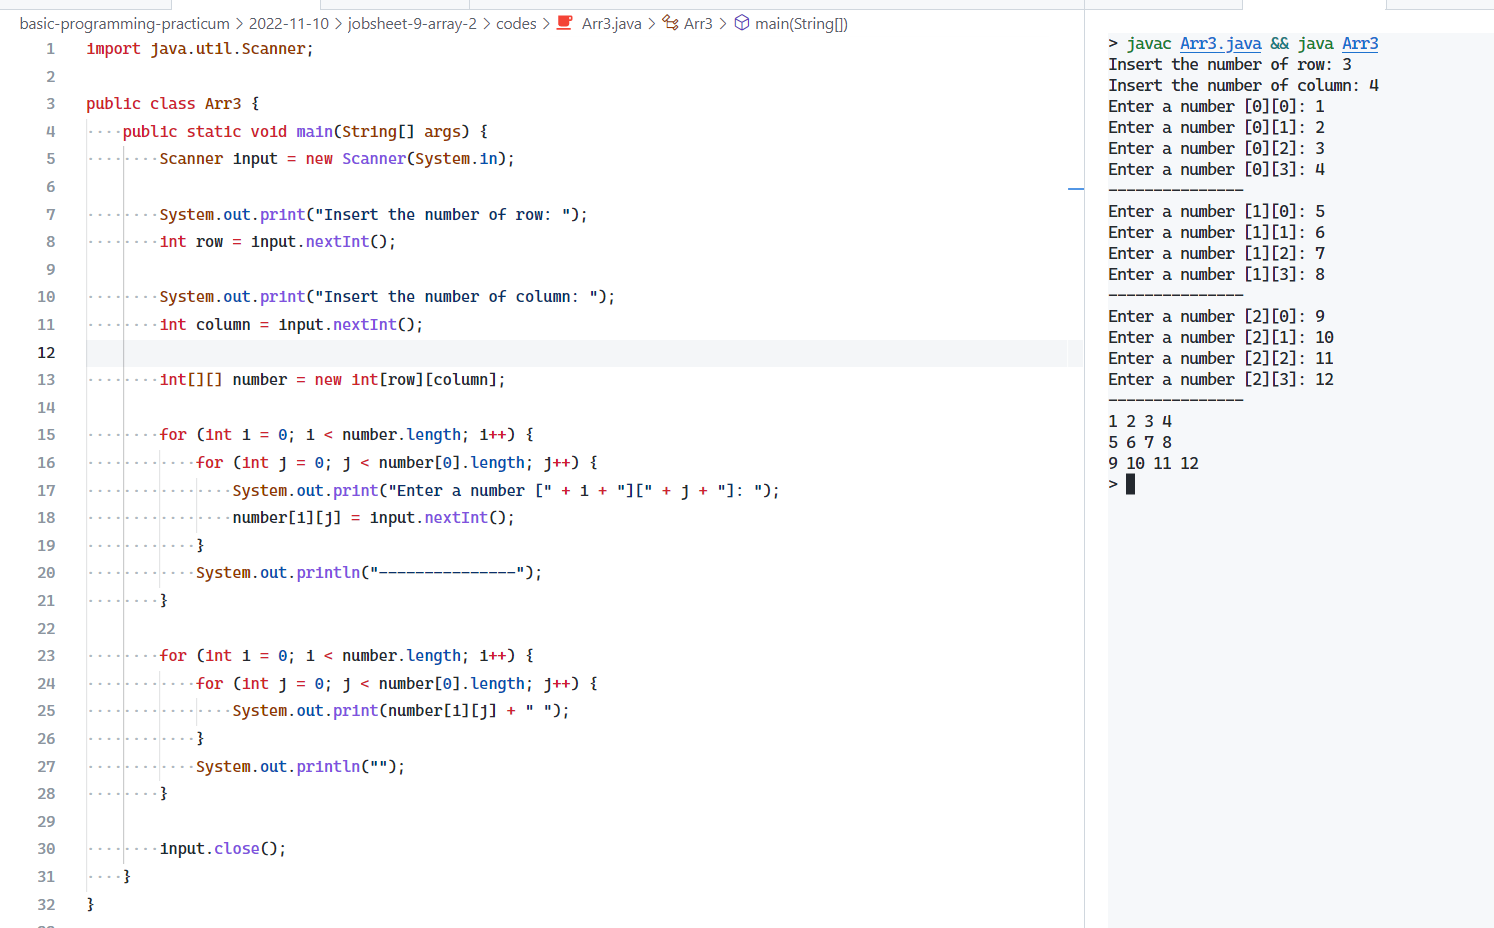 basic-programming-practicum > 2022-11-10 > jobsheet-9-array-2 > codes > Arr3.java > Arr3 > main(String[])
1 import java.util.Scanner;
2
3 public class Arr3 {
4 ····public static void main(String[] args) {
5 ········Scanner input = new Scanner(System.in);
6
7 ········System.out.print("Insert the number of row: ");
8 ········int row = input.nextInt();
9
10 ········System.out.print("Insert the number of column: ");
11 ········int column = input.nextInt();
12
13 ········int[][] number = new int[row][column];
14
15 ········for (int i = 0; i < number.length; i++) {
16 ············for (int j = 0; j < number[0].length; j++) {
17 ················System.out.print("Enter a number [" + i + "][" + j + "]: ");
18 ················number[i][j] = input.nextInt();
19 ············}
20 ············System.out.println("---------------");
21 ········}
22
23 ········for (int i = 0; i < number.length; i++) {
24 ············for (int j = 0; j < number[0].length; j++) {
25 ················System.out.print(number[i][j] + " ");
26 ············}
27 ············System.out.println("");
28 ········}
29
30 ········input.close();
31 ····}
32 }
> javac Arr3.java && java Arr3
Insert the number of row: 3
Insert the number of column: 4
Enter a number [0][0]: 1
Enter a number [0][1]: 2
Enter a number [0][2]: 3
Enter a number [0][3]: 4
---------------
Enter a number [1][0]: 5
Enter a number [1][1]: 6
Enter a number [1][2]: 7
Enter a number [1][3]: 8
---------------
Enter a number [2][0]: 9
Enter a number [2][1]: 10
Enter a number [2][2]: 11
Enter a number [2][3]: 12
---------------
1 2 3 4
5 6 7 8
9 10 11 12
>